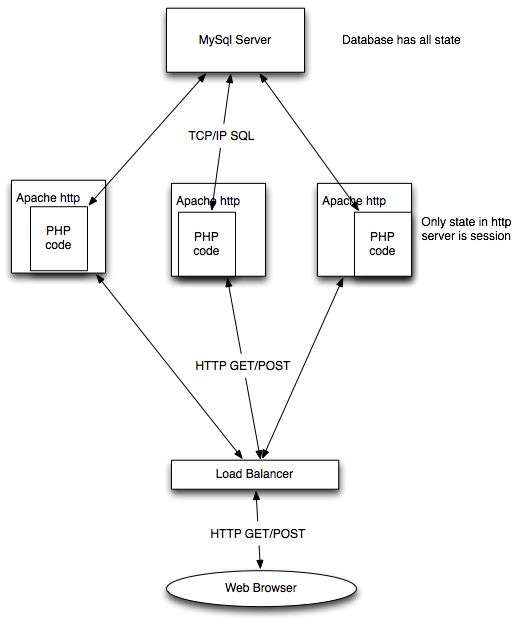 MySql Server
Database has all state
TCP/IP SQL
Apache http
PHP
code
Apache http
PHP
code
Apache http
PHP
code
Only state in http
server is session
HTTP GET/POST
Load Balancer
HTTP GET/POST
Web Browser